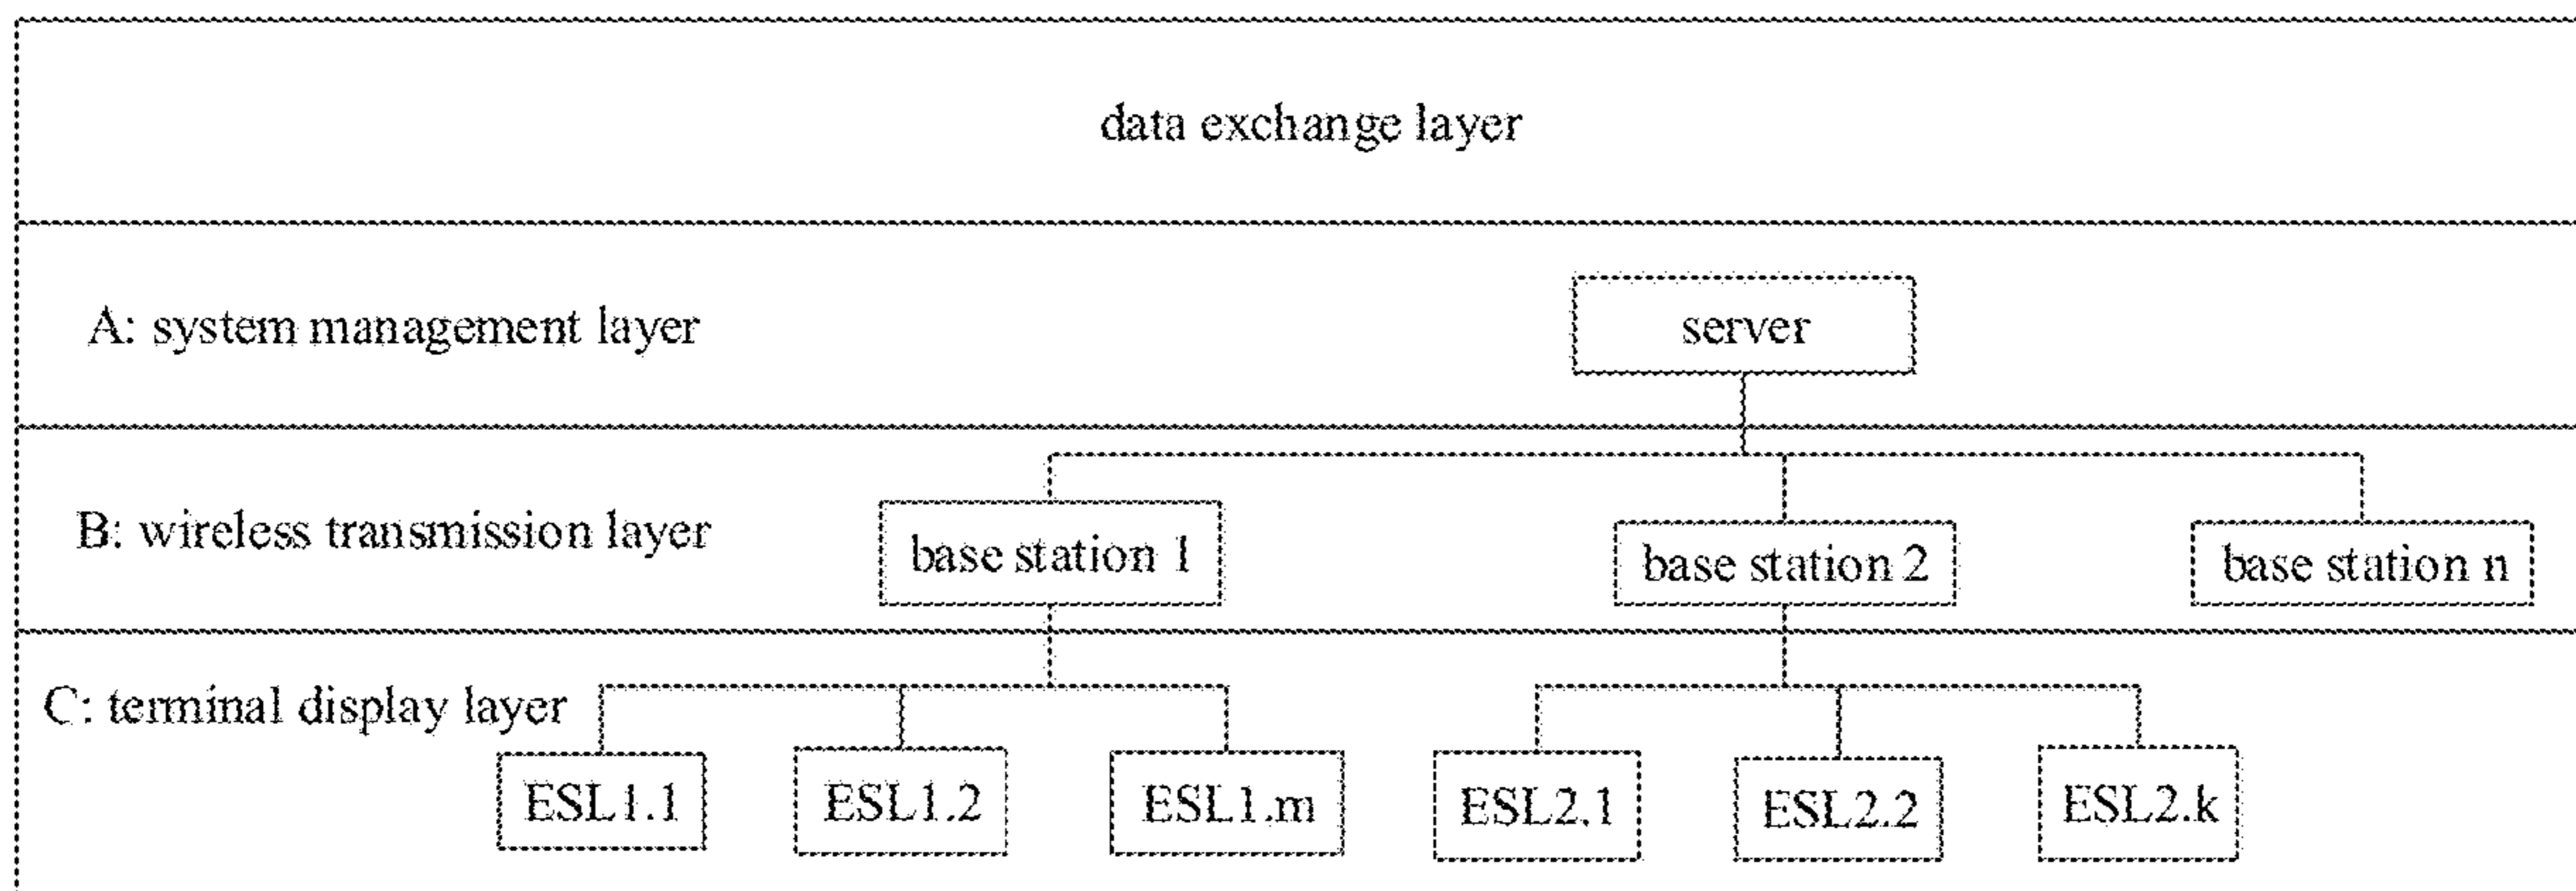 data exchange layer
A: system management layer
server
B: wireless transmission layer
base station 1
base station 2
base station n
C: terminal display layer
ESL1.1
ESL1.2
ESL1.m
ESL2.1
ESL2.2
ESL2.k